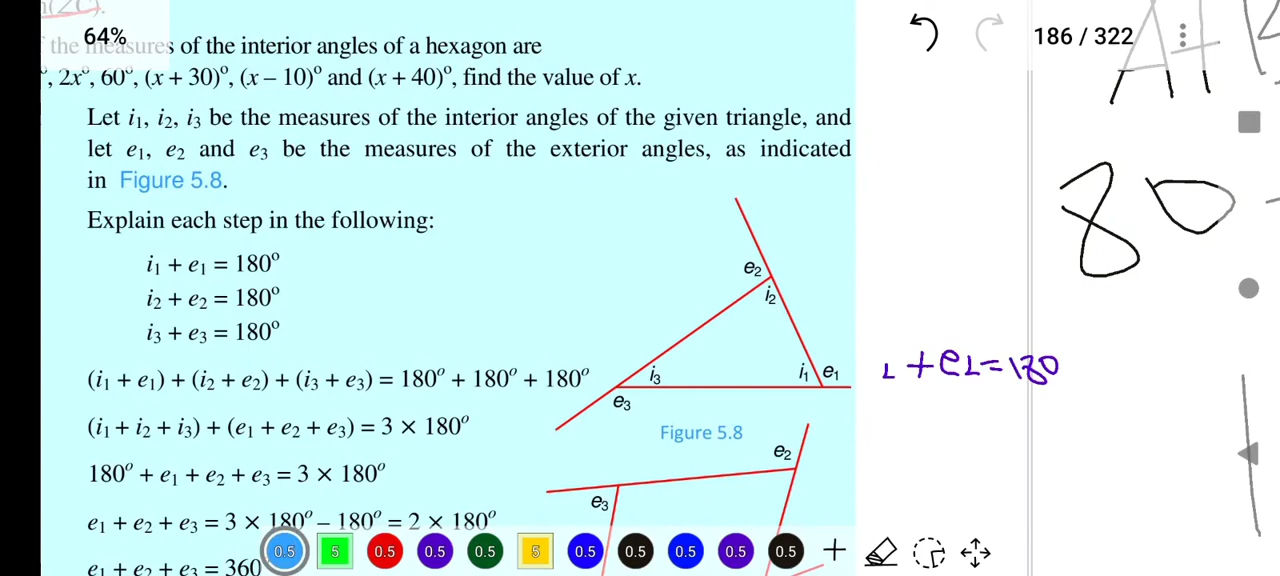 64%
186 / 322
the measures of the interior angles of a hexagon are
°, 2x°, 60°, (x + 30)°, (x – 10)° and (x + 40)°, find the value of x.
Let i₁, i₂, i₃ be the measures of the interior angles of the given triangle, and
let e₁, e₂ and e₃ be the measures of the exterior angles, as indicated
in Figure 5.8.
Explain each step in the following:
i₁ + e₁ = 180°
i₂ + e₂ = 180°
i₃ + e₃ = 180°
(i₁ + e₁) + (i₂ + e₂) + (i₃ + e₃) = 180° + 180° + 180°
(i₁ + i₂ + i₃) + (e₁ + e₂ + e₃) = 3 × 180°
180° + e₁ + e₂ + e₃ = 3 × 180°
e₁ + e₂ + e₃ = 3 × 180° – 180° = 2 × 180°
e₁ + e₂ + e₃ = 360
e₂
i₂
i₃
i₁ e₁
e₃
Figure 5.8
e₂
e₃
80
+ e₂ = 180
0.5 5 0.5 0.5 0.5 5 0.5 0.5 0.5 0.5 0.5 +